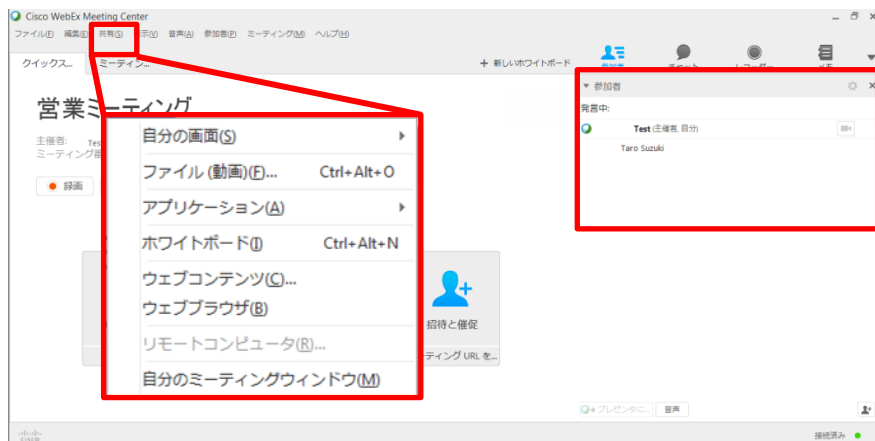 Cisco WebEx Meeting Center
ファイル(F) 編集(E) 共有(S) 表示(V) 音声(A) 参加者(P) ミーティング(M) ヘルプ(H)
クイックス... ミーティン...
+ 新しいホワイトボード
参加者 チャット レコーダー メモ
営業ミーティング
主催者: Tes
ミーティング番
録画
自分の画面(S)
ファイル (動画)(F)... Ctrl+Alt+O
アプリケーション(A)
ホワイトボード(I) Ctrl+Alt+N
ウェブコンテンツ(C)...
ウェブブラウザ(B)
リモートコンピュータ(R)...
自分のミーティングウィンドウ(M)
招待と催促
ーティング URL を...
参加者
発言中:
Test (主催者, 自分)
Taro Suzuki
プレゼンタに... 音声
CISCO
接続済み